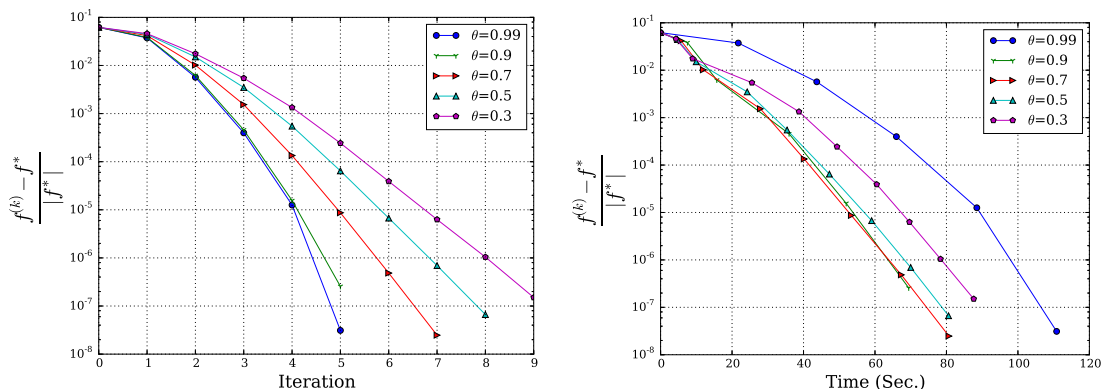 10^{-1}
10^{-2}
10^{-3}
10^{-4}
10^{-5}
10^{-6}
10^{-7}
10^{-8}
\frac{f^{(k)} - f^*}{|f^*|}
0 1 2 3 4 5 6 7 8 9
Iteration
θ=0.99
θ=0.9
θ=0.7
θ=0.5
θ=0.3
10^{-1}
10^{-2}
10^{-3}
10^{-4}
10^{-5}
10^{-6}
10^{-7}
10^{-8}
\frac{f^{(k)} - f^*}{|f^*|}
0 20 40 60 80 100 120
Time (Sec.)
θ=0.99
θ=0.9
θ=0.7
θ=0.5
θ=0.3